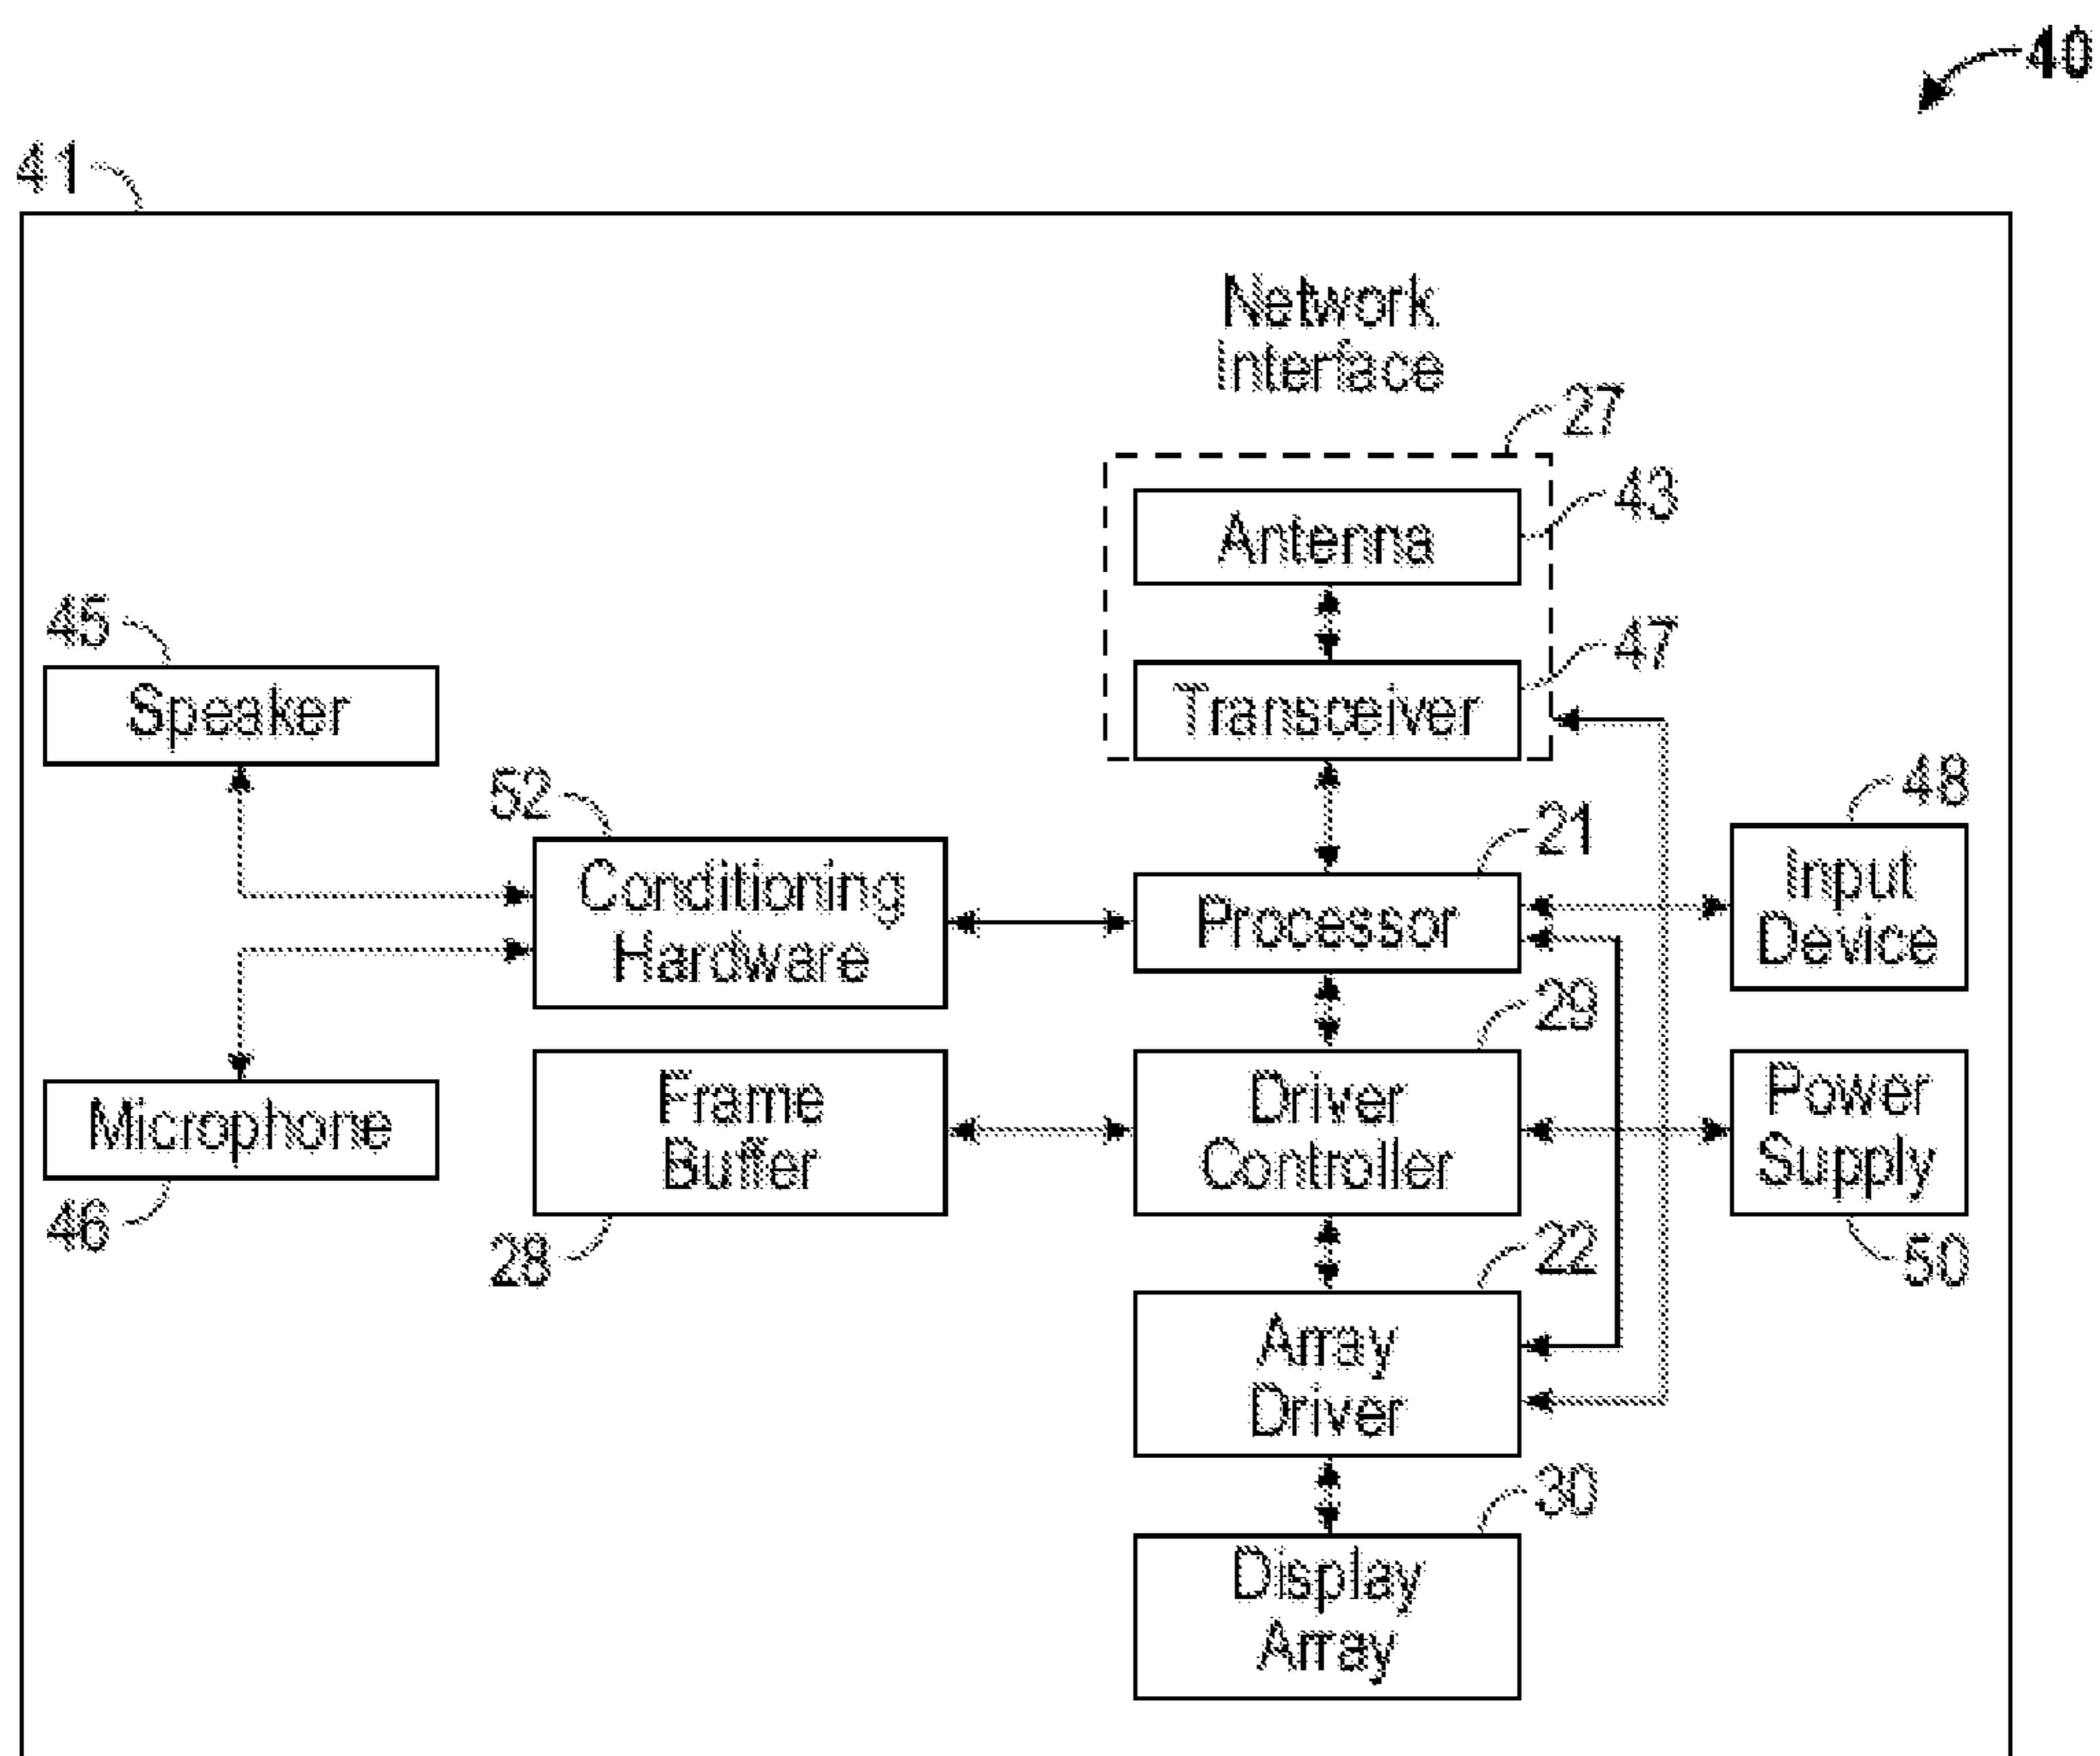 40
41
Network
Interface
27
43
Antenna
45
47
Speaker
Transceiver
52
48
21
Conditioning
Hardware
Processor
Input
Device
29
Microphone
Frame
Buffer
Driver
Controller
Power
Supply
46
28
22
50
Array
Driver
30
Display
Array